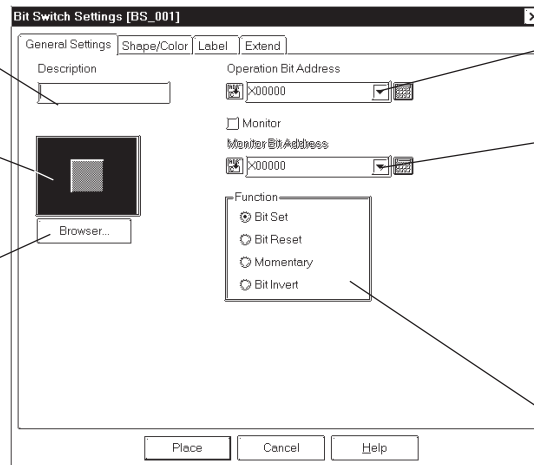 Bit Switch Settings [BS_001]
General Settings Shape/Color Label Extend
Description
Operation Bit Address
X00000
Monitor
Monitor Bit Address
X00000
Browser...
Function
Bit Set
Bit Reset
Momentary
Bit Invert
Place Cancel Help